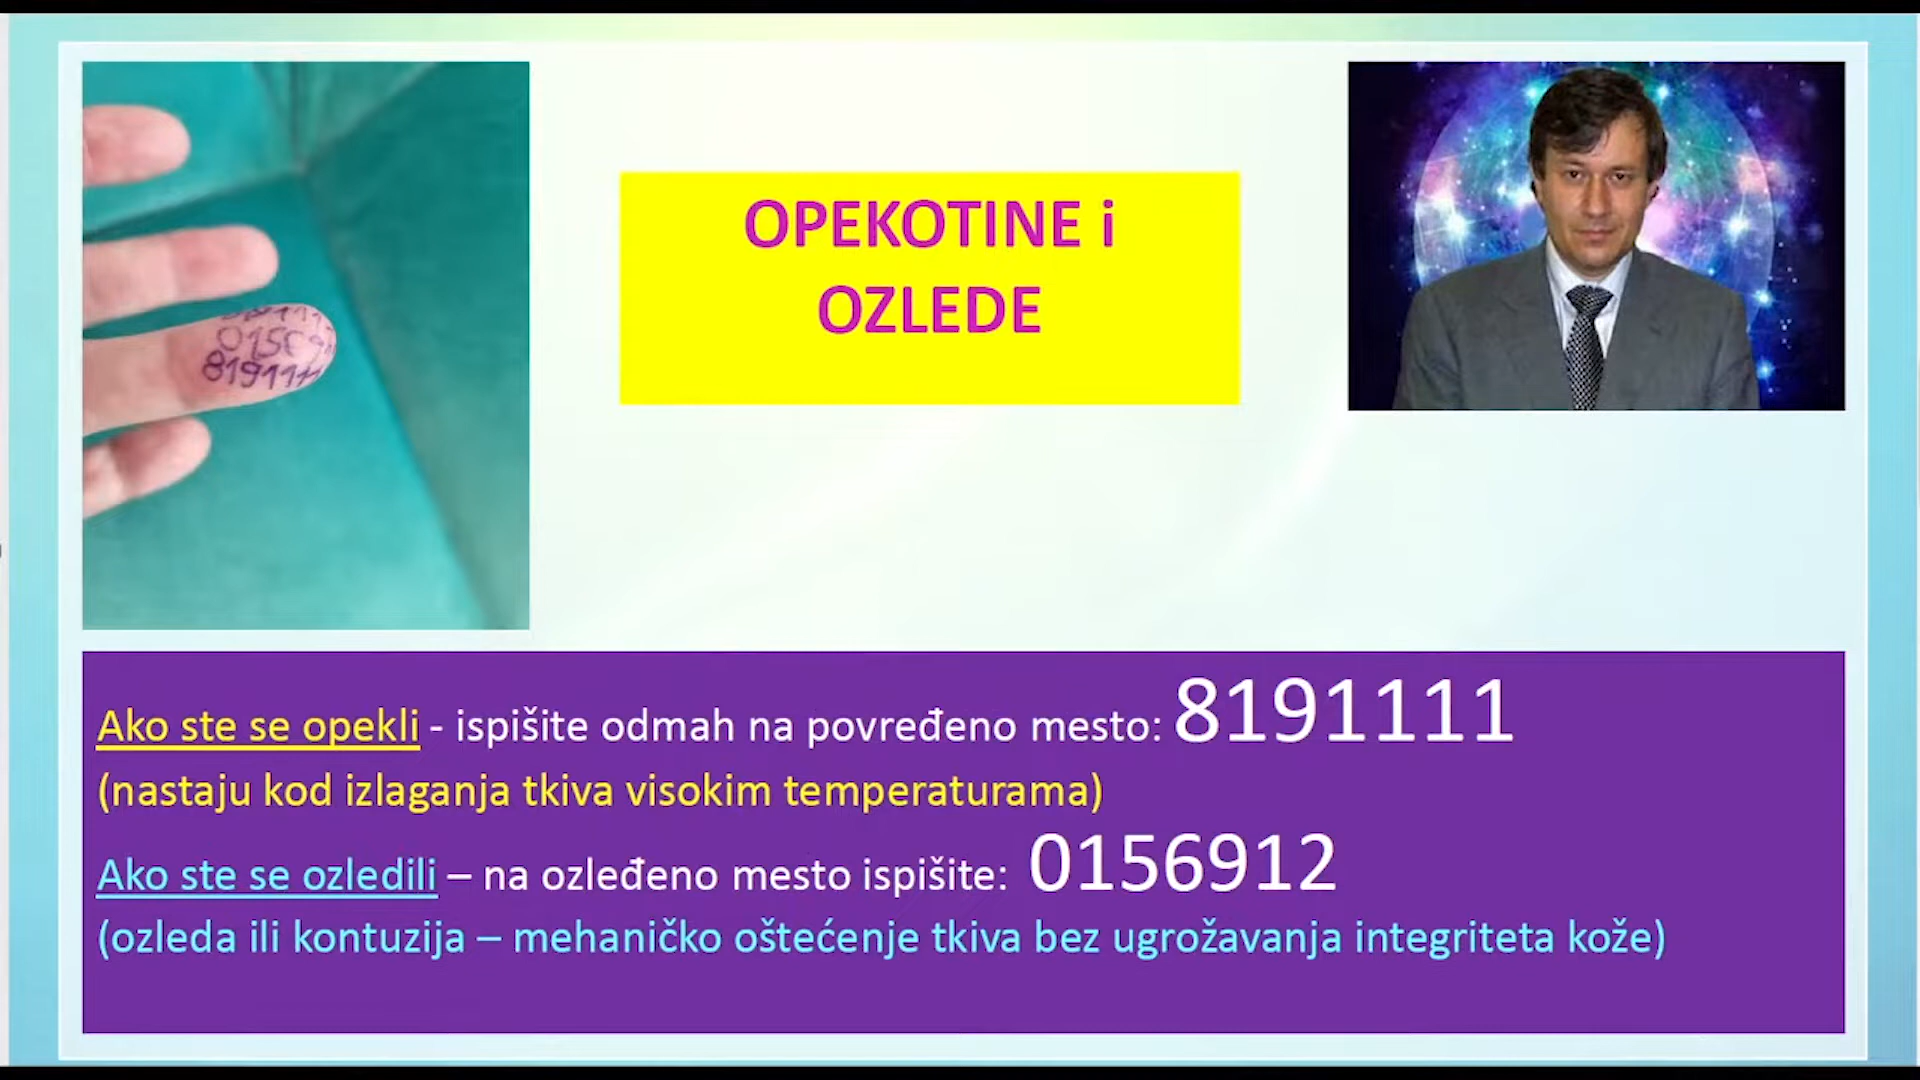 OPEKOTINE i
OZLEDE
8191111
Ako ste se opekli - ispišite odmah na povređeno mesto: 8191111
(nastaju kod izlaganja tkiva visokim temperaturama)
Ako ste se ozledili – na ozleđeno mesto ispišite: 0156912
(ozleda ili kontuzija – mehaničko oštećenje tkiva bez ugrožavanja integriteta kože)